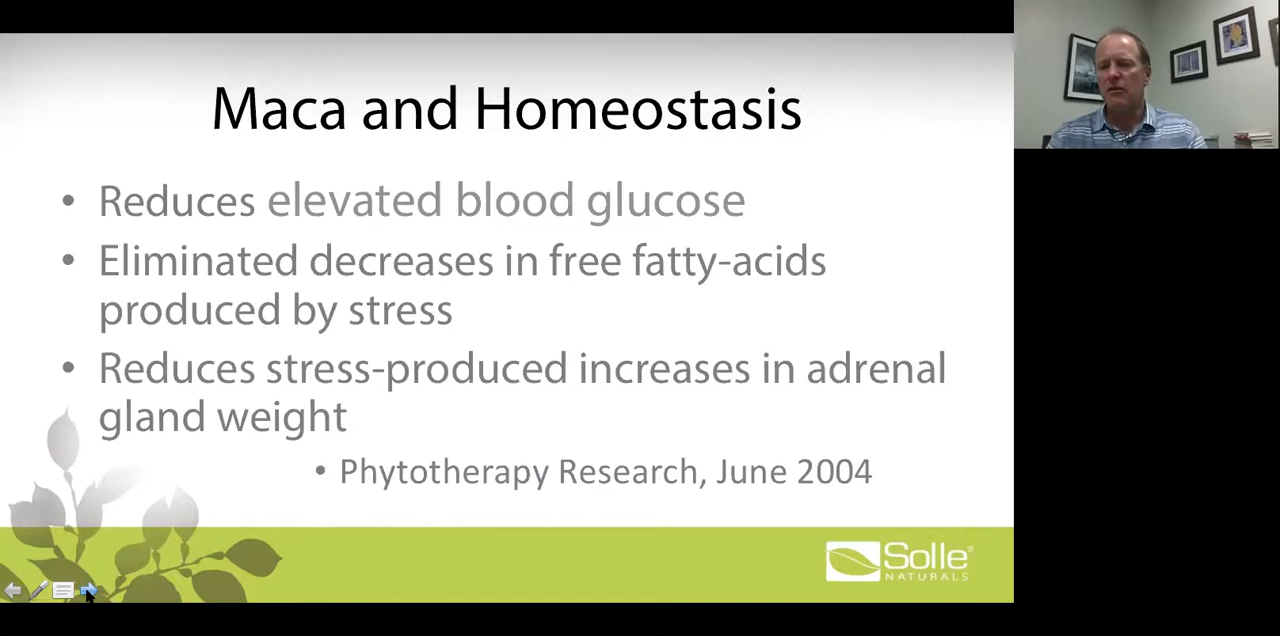 Maca and Homeostasis
• Reduces elevated blood glucose
• Eliminated decreases in free fatty-acids
produced by stress
• Reduces stress-produced increases in adrenal
gland weight
• Phytotherapy Research, June 2004
Solle®
NATURALS